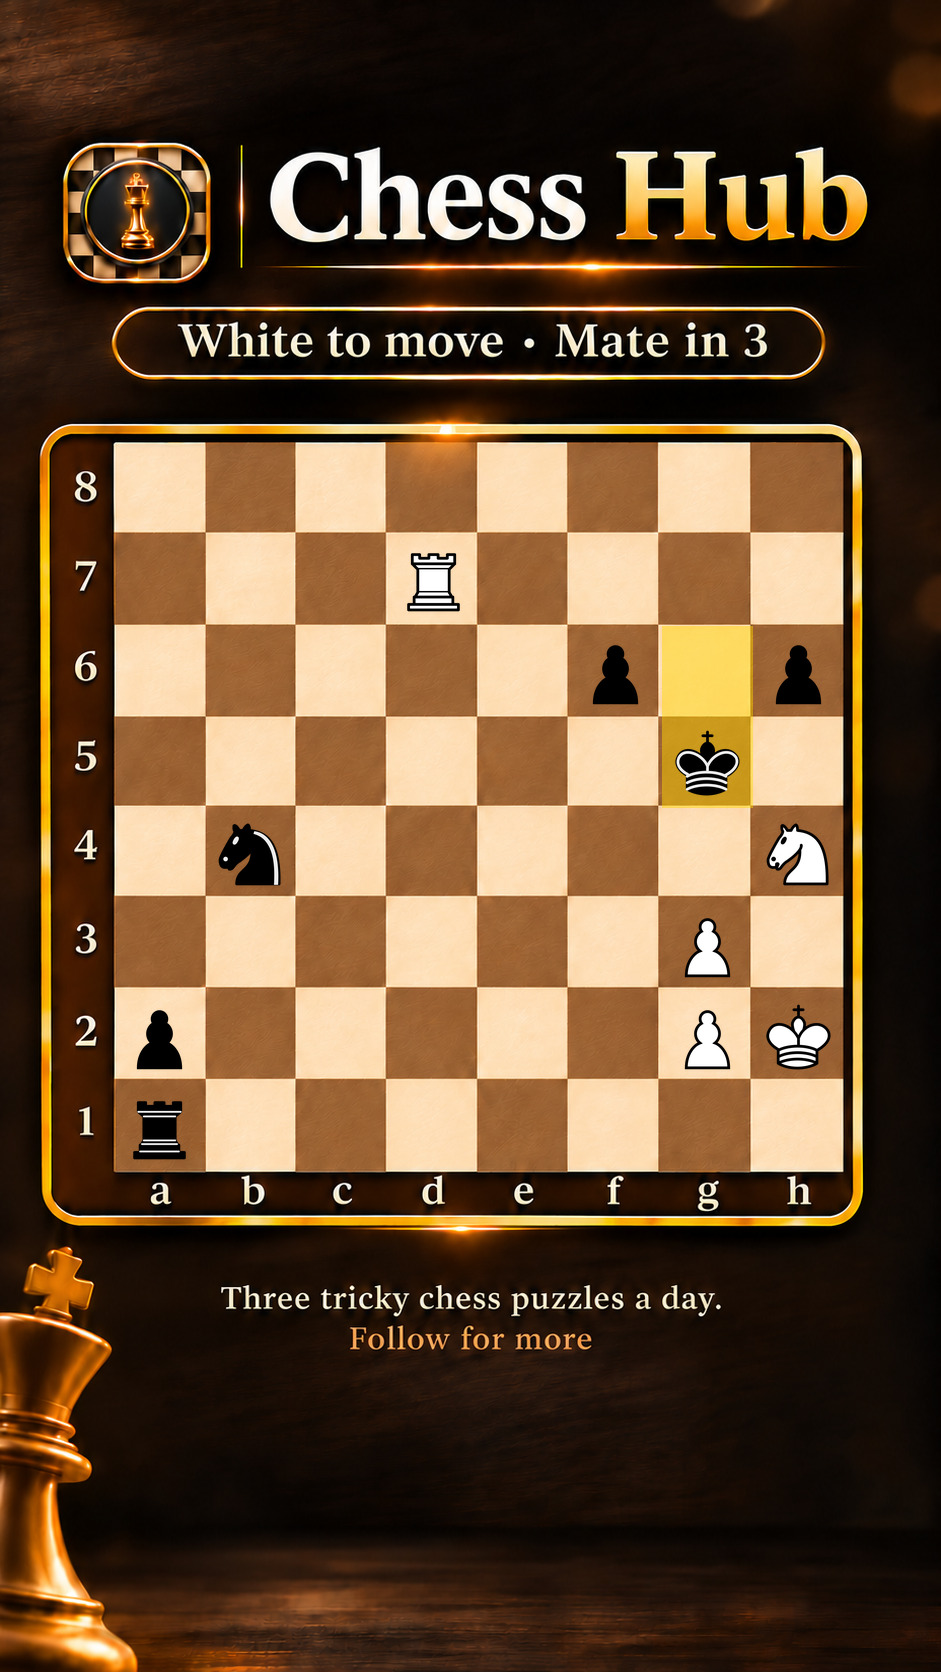 Chess Hub
White to move • Mate in 3
8
7
6
5
4
3
2
1
a b c d e f g h
Three tricky chess puzzles a day.
Follow for more